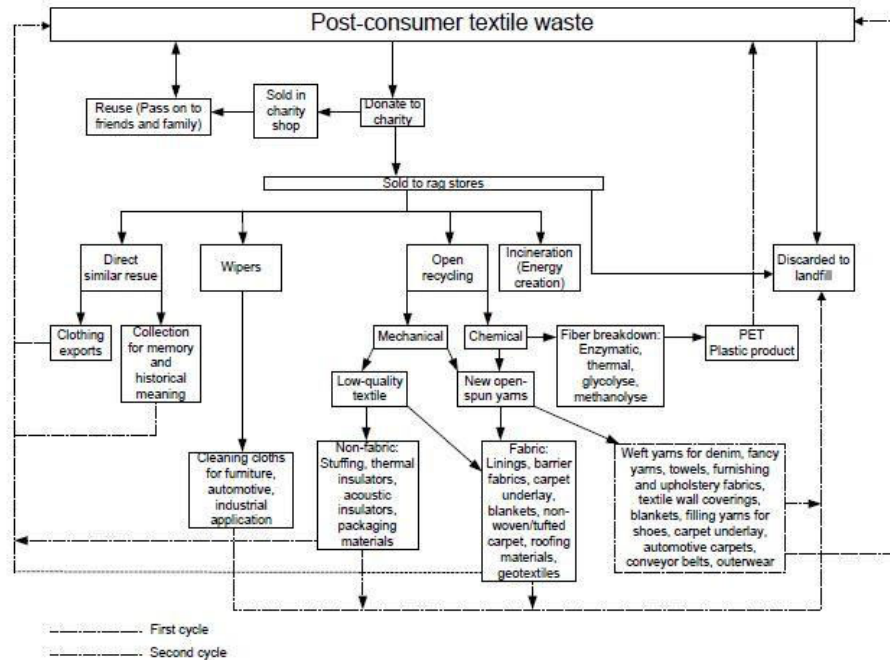 Post-consumer textile waste
Reuse (Pass on to
friends and family)
Sold in
charity
shop
Donate to
charity
Sold to rag stores
Direct
similar resue
Wipers
Open
recycling
Incineration
(Energy
creation)
Discarded to
landfill
Clothing
exports
Collection
for memory
and
historical
meaning
Mechanical
Chemical
Fiber breakdown:
Enzymatic,
thermal,
glycolyse,
methanolyse
PET
Plastic product
Low-quality
textile
New open-
spun yarns
Cleaning cloths
for furniture,
automotive,
industrial
application
Non-fabric:
Stuffing, thermal
insulators,
acoustic
insulators,
packaging
materials
Fabric:
Linings, barrier
fabrics, carpet
underlay,
blankets, non-
woven/tufted
carpet, roofing
materials,
geotextiles
Weft yarns for denim, fancy
yarns, towels, furnishing
and upholstery fabrics,
textile wall coverings,
blankets, filling yarns for
shoes, carpet underlay,
automotive carpets,
conveyor belts, outerwear
First cycle
Second cycle